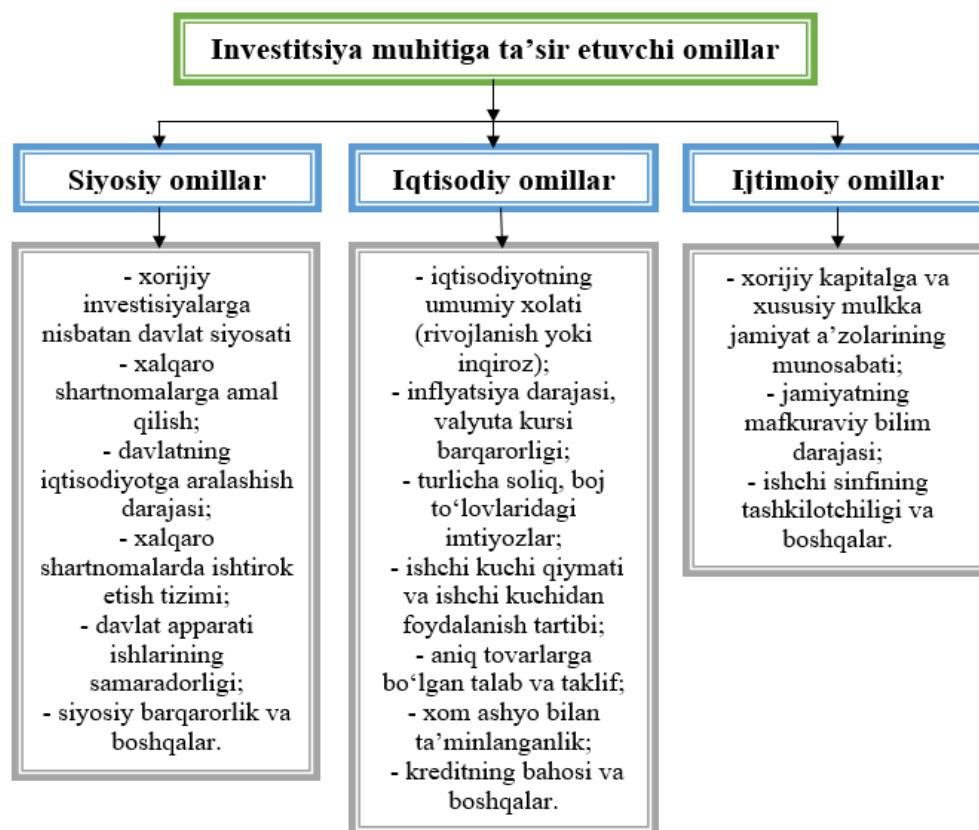 Investitsiya muhitiga ta’sir etuvchi omillar
Siyosiy omillar
- xorijiy
investisiyalarga
nisbatan davlat siyosati
- xalqaro
shartnomalarga amal
qilish;
- davlatning
iqtisodiyotga aralashish
darajasi;
- xalqaro
shartnomalarda ishtirok
etish tizimi;
- davlat apparati
ishlarining
samaradorligi;
- siyosiy barqarorlik va
boshqalar.
Iqtisodiy omillar
- iqtisodiyotning
umumiy xolati
(rivojlanish yoki
inqiroz);
- inflyatsiya darajasi,
valyuta kursi
barqarorligi;
- turlicha soliq, boj
to‘lovlaridagi
imtiyozlar;
- ishchi kuchi qiymati
va ishchi kuchidan
foydalanish tartibi;
- aniq tovarlarga
bo‘lgan talab va taklif;
- xom ashyo bilan
ta’minlanganlik;
- kreditning bahosi va
boshqalar.
Ijtimoiy omillar
- xorijiy kapitalga va
xususiy mulkka
jamiyat a’zolarining
munosabati;
- jamiyatning
mafkuraviy bilim
darajasi;
- ishchi sinfining
tashkilotchiligi va
boshqalar.